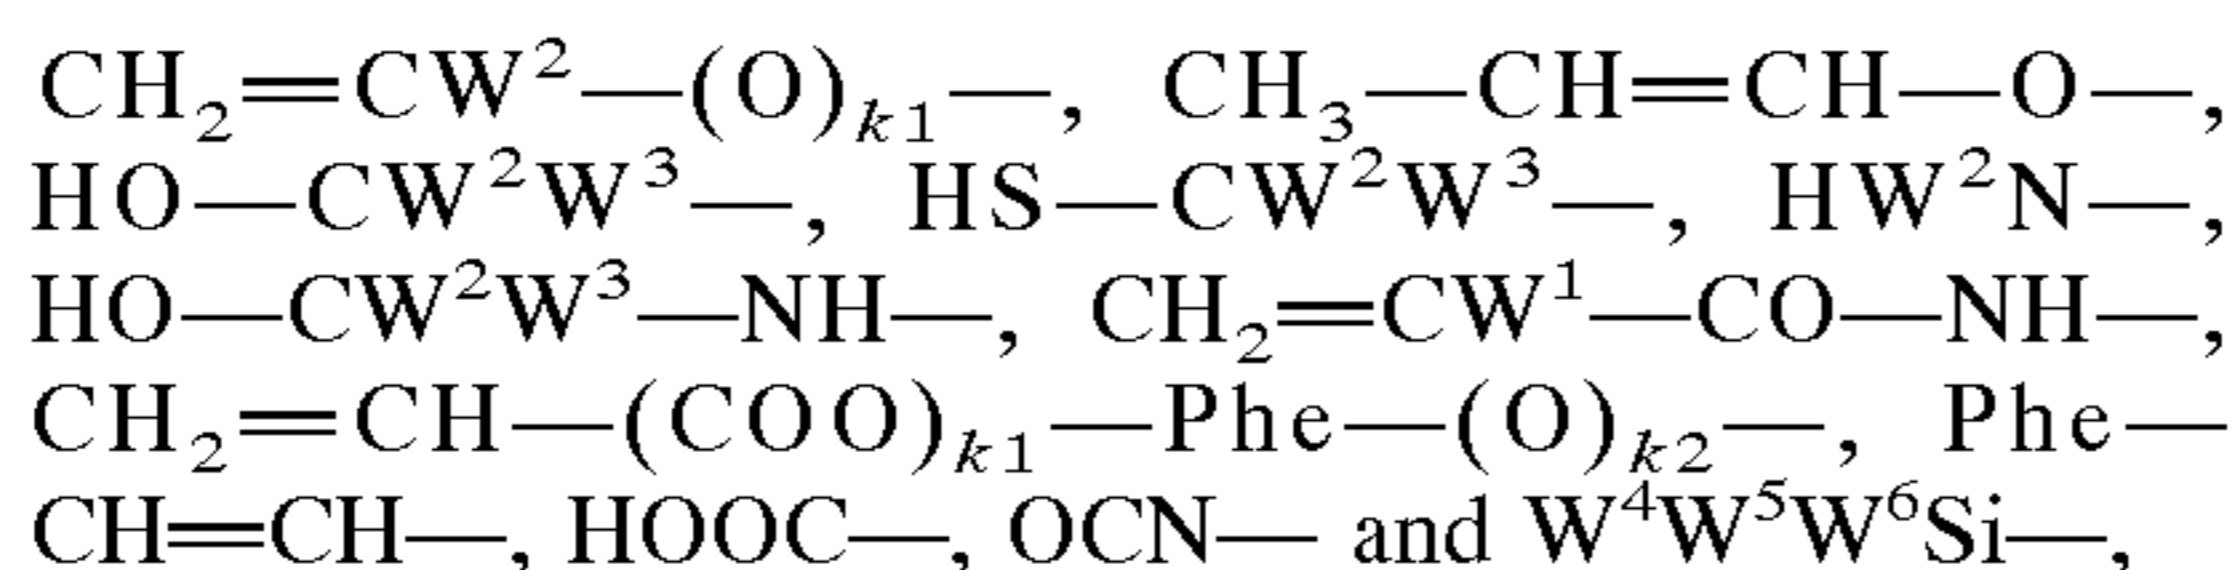 CH₂=CW²—(O)ₖ₁—, CH₃—CH=CH—O—,
HO—CW²W³—, HS—CW²W³—, HW²N—,
HO—CW²W³—NH—, CH₂=CW¹—CO—NH—,
CH₂=CH—(COO)ₖ₁—Phe—(O)ₖ₂—, Phe—
CH=CH—, HOOC—, OCN— and W⁴W⁵W⁶Si—,